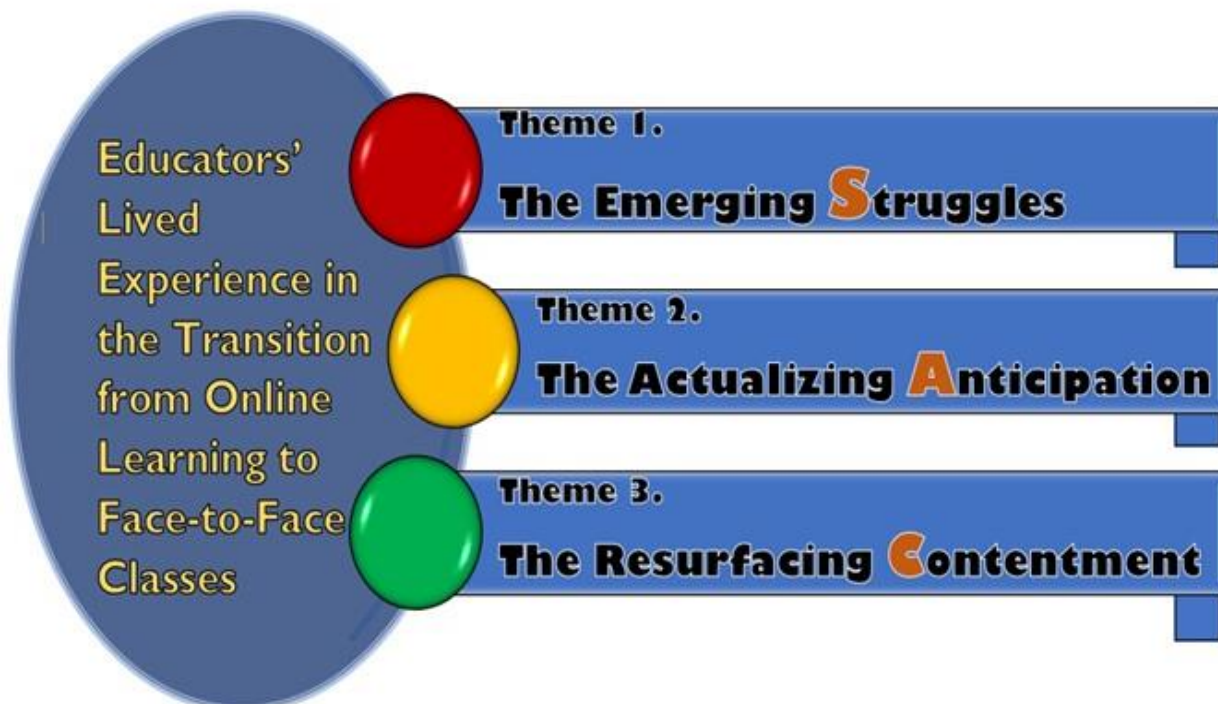 Educators’
Lived
Experience in
the Transition
from Online
Learning to
Face-to-Face
Classes
Theme 1.
The Emerging Struggles
Theme 2.
The Actualizing Anticipation
Theme 3.
The Resurfacing Contentment